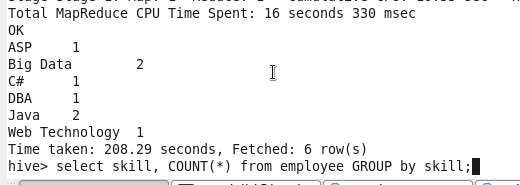 Total MapReduce CPU Time Spent: 16 seconds 330 msec
OK
ASP 1
Big Data 2
C# 1
DBA 1
Java 2
Web Technology 1
Time taken: 208.29 seconds, Fetched: 6 row(s)
hive> select skill, COUNT(*) from employee GROUP by skill;